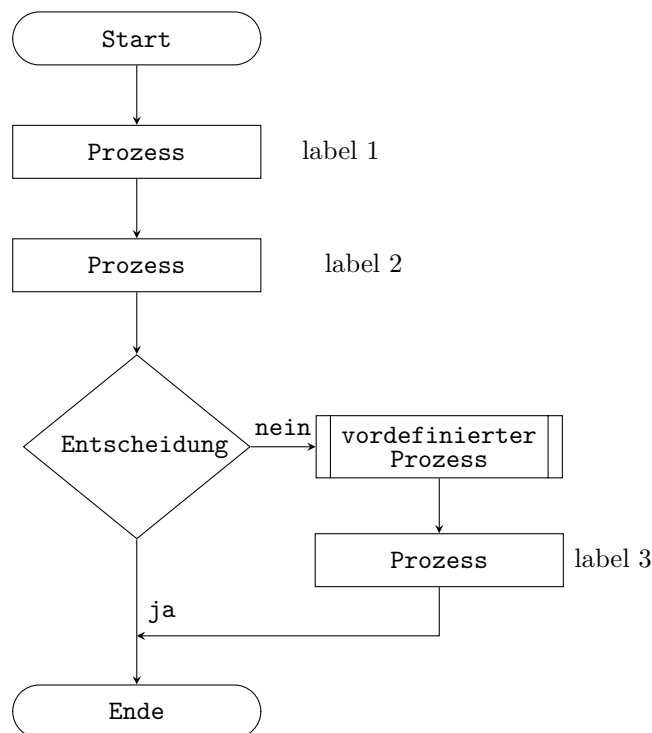 Start
Prozess
label 1
Prozess
label 2
Entscheidung
nein
vordefinierter
Prozess
Prozess
label 3
ja
Ende